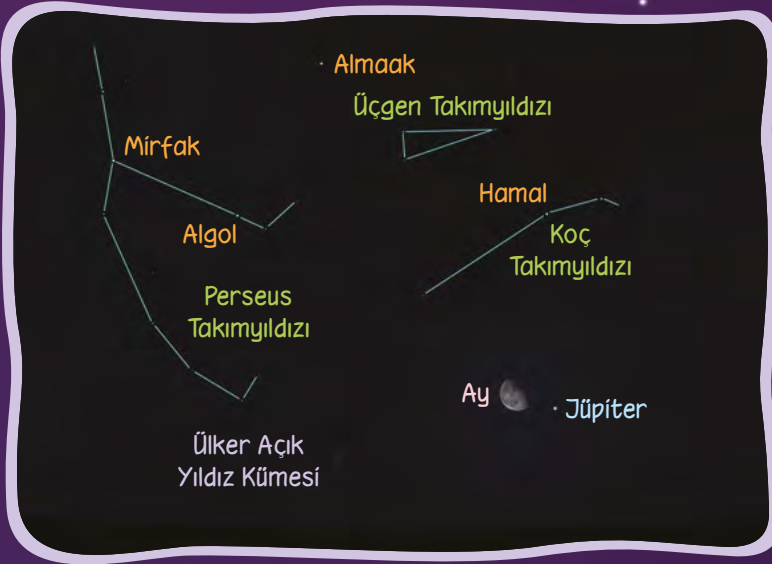 Almaak
Üçgen Takımyıldızı
Mirfak
Hamal
Algol
Koç
Takımyıldızı
Perseus
Takımyıldızı
Ay
Jüpiter
Ülker Açık
Yıldız Kümesi